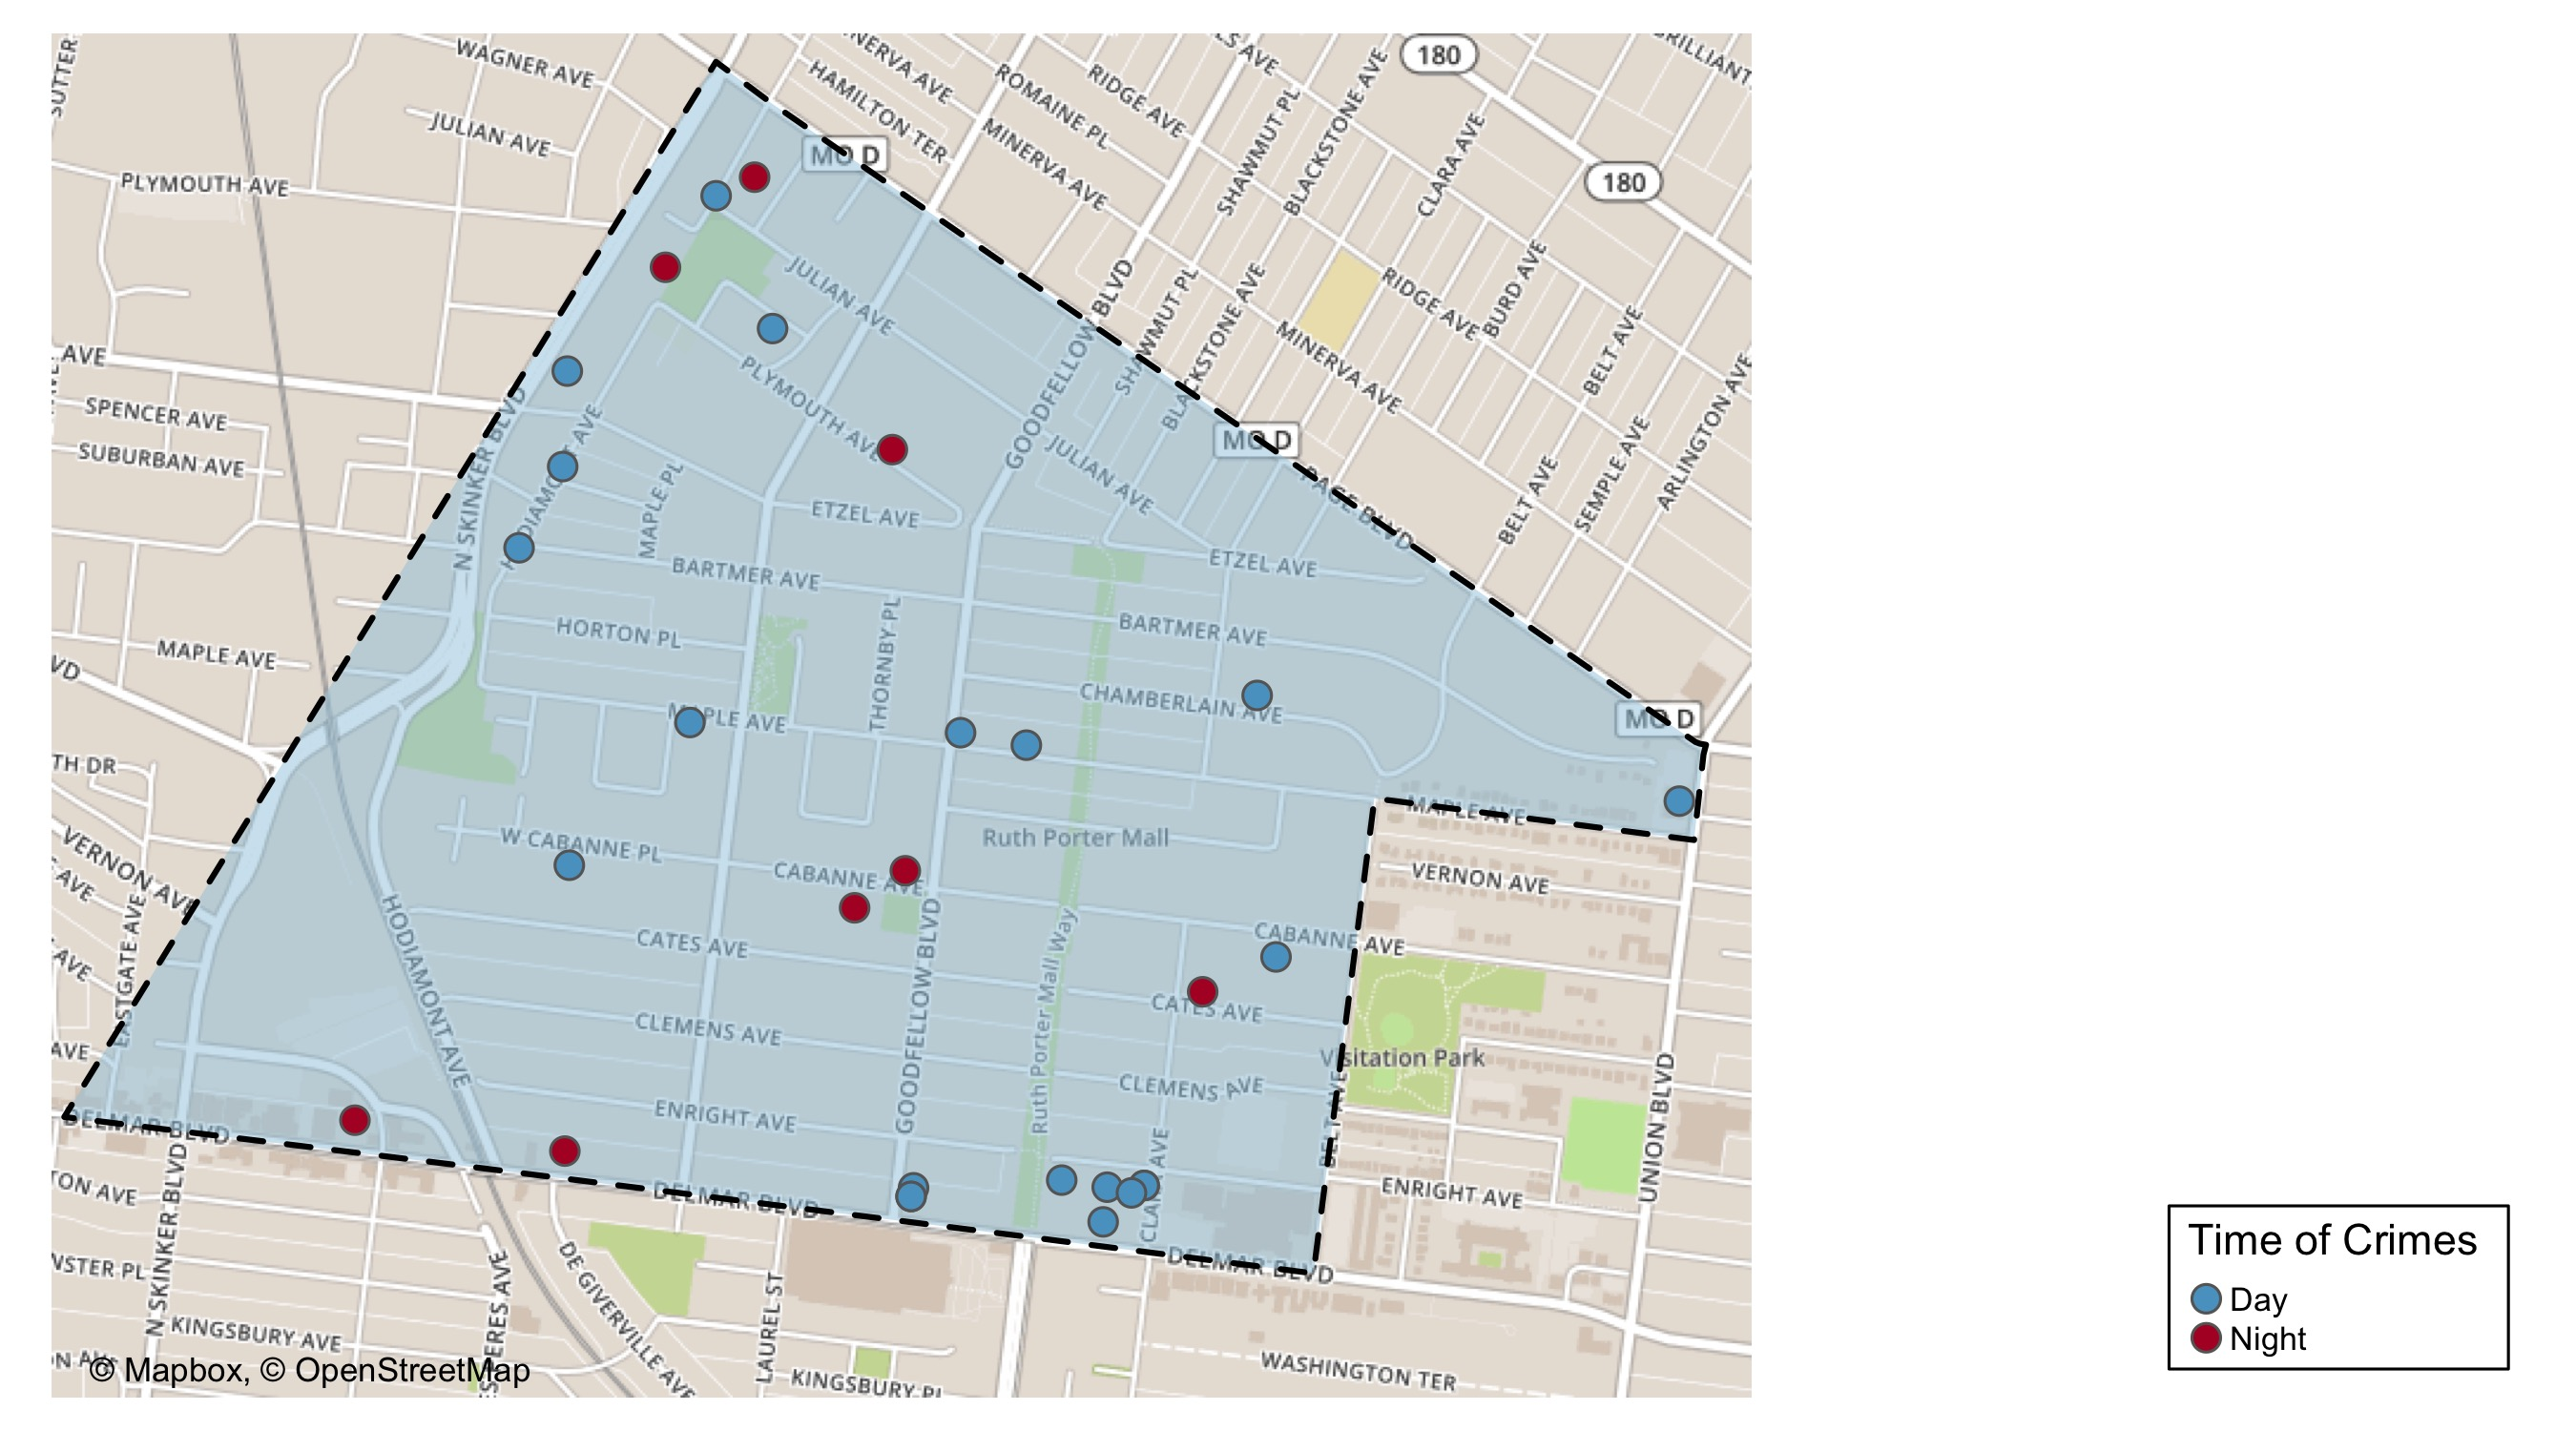 WAGNER AVE
JULIAN AVE
PLYMOUTH AVE
HAMILTON TER
ROMAINE PL
RIDGE AVE
MINERVA AVE
SHAWMUT PL
BLACKSTONE AVE
CLARA AVE
180
180
MO D
JULIAN AVE
PLYMOUTH AVE
GOODFELLOW BLVD
SHAWMUT PL
BLACKSTONE AVE
RIDGE AVE
BURD AVE
MINERVA AVE
BELT AVE
AVE
SPENCER AVE
SUBURBAN AVE
N SKINKER BLVD
MAPLE PL
ETZEL AVE
JULIAN AVE
MO D
PAGE BLVD
BELT AVE
SEMPLE AVE
ARLINGTON AVE
BARTMER AVE
ETZEL AVE
HORTON PL
THORNBY PL
BARTMER AVE
MAPLE AVE
MAPLE AVE
CHAMBERLAIN AVE
MO D
TH DR
VERNON AVE
W CABANNE PL
CABANNE AVE
Ruth Porter Mall
MAPLE AVE
VERNON AVE
EASTGATE AVE
HODIAMONT AVE
CATES AVE
GOODFELLOW BLVD
Ruth Porter Mall Way
CABANNE AVE
CATES AVE
CLEMENS AVE
CLEMENS AVE
Visitation Park
BELT AVE
UNION BLVD
ENRIGHT AVE
ENRIGHT AVE
DELMAR BLVD
DELMAR BLVD
DELMAR BLVD
N SKINKER BLVD
DE GIVERVILLE AVE
LAUREL ST
KINGSBURY AVE
KINGSBURY PL
WASHINGTON TER
© Mapbox, © OpenStreetMap
Time of Crimes
Day
Night